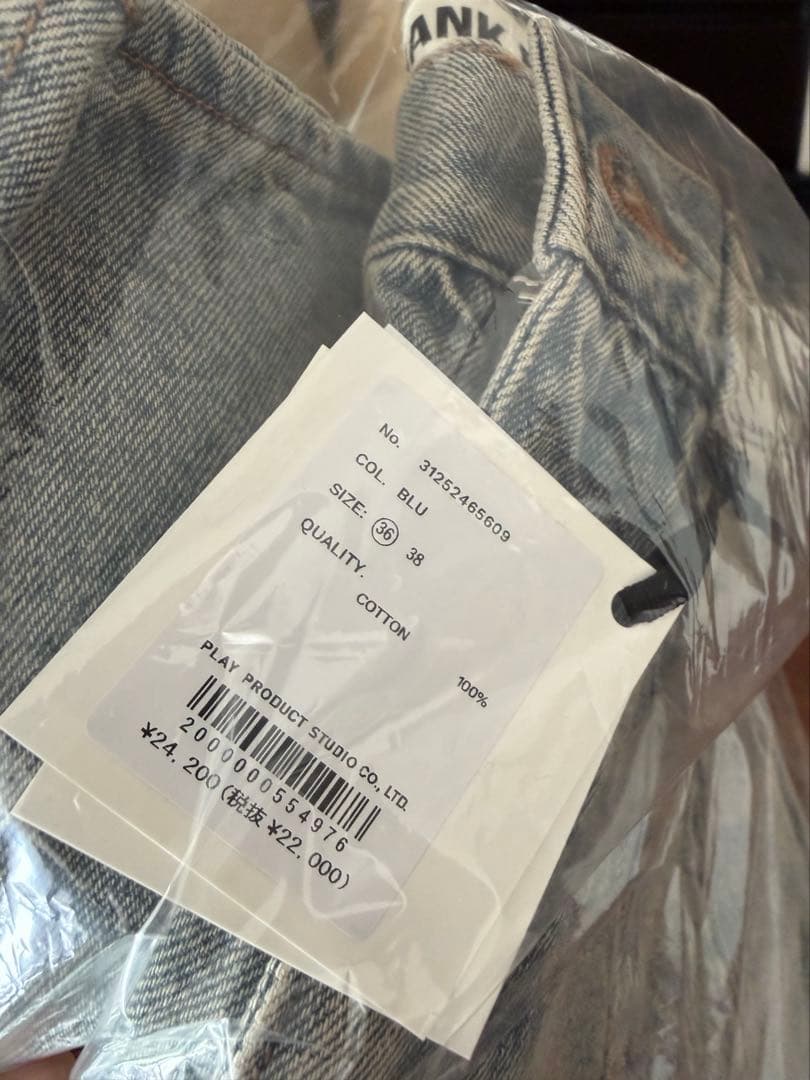 ANK
No. 31252465609
COL. BLU
SIZE: 36 38
QUALITY.
COTTON 100%
PLAY PRODUCT STUDIO CO., LTD.
2000000554976
¥24,200(税抜¥22,000)